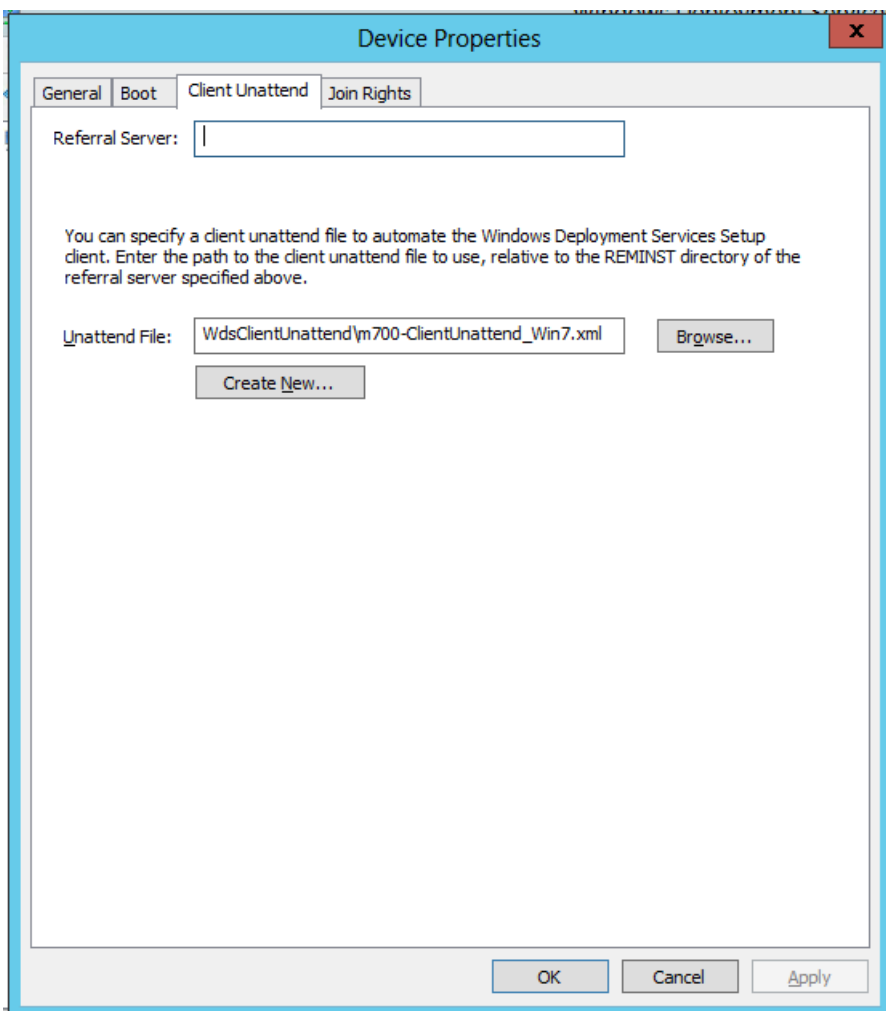 Windows Deployment Service
Device Properties
x
General Boot Client Unattend Join Rights
Referral Server:
You can specify a client unattend file to automate the Windows Deployment Services Setup
client. Enter the path to the client unattend file to use, relative to the REMINST directory of the
referral server specified above.
Unattend File: WdsClientUnattend\m700-ClientUnattend_Win7.xml Browse...
Create New...
OK Cancel Apply